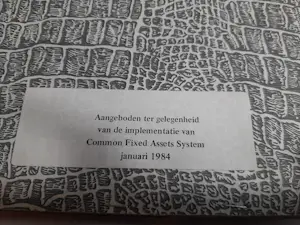 Aangeboden ter gelegenheid
van de implementatie van
Common Fixed Assets System
januari 1984